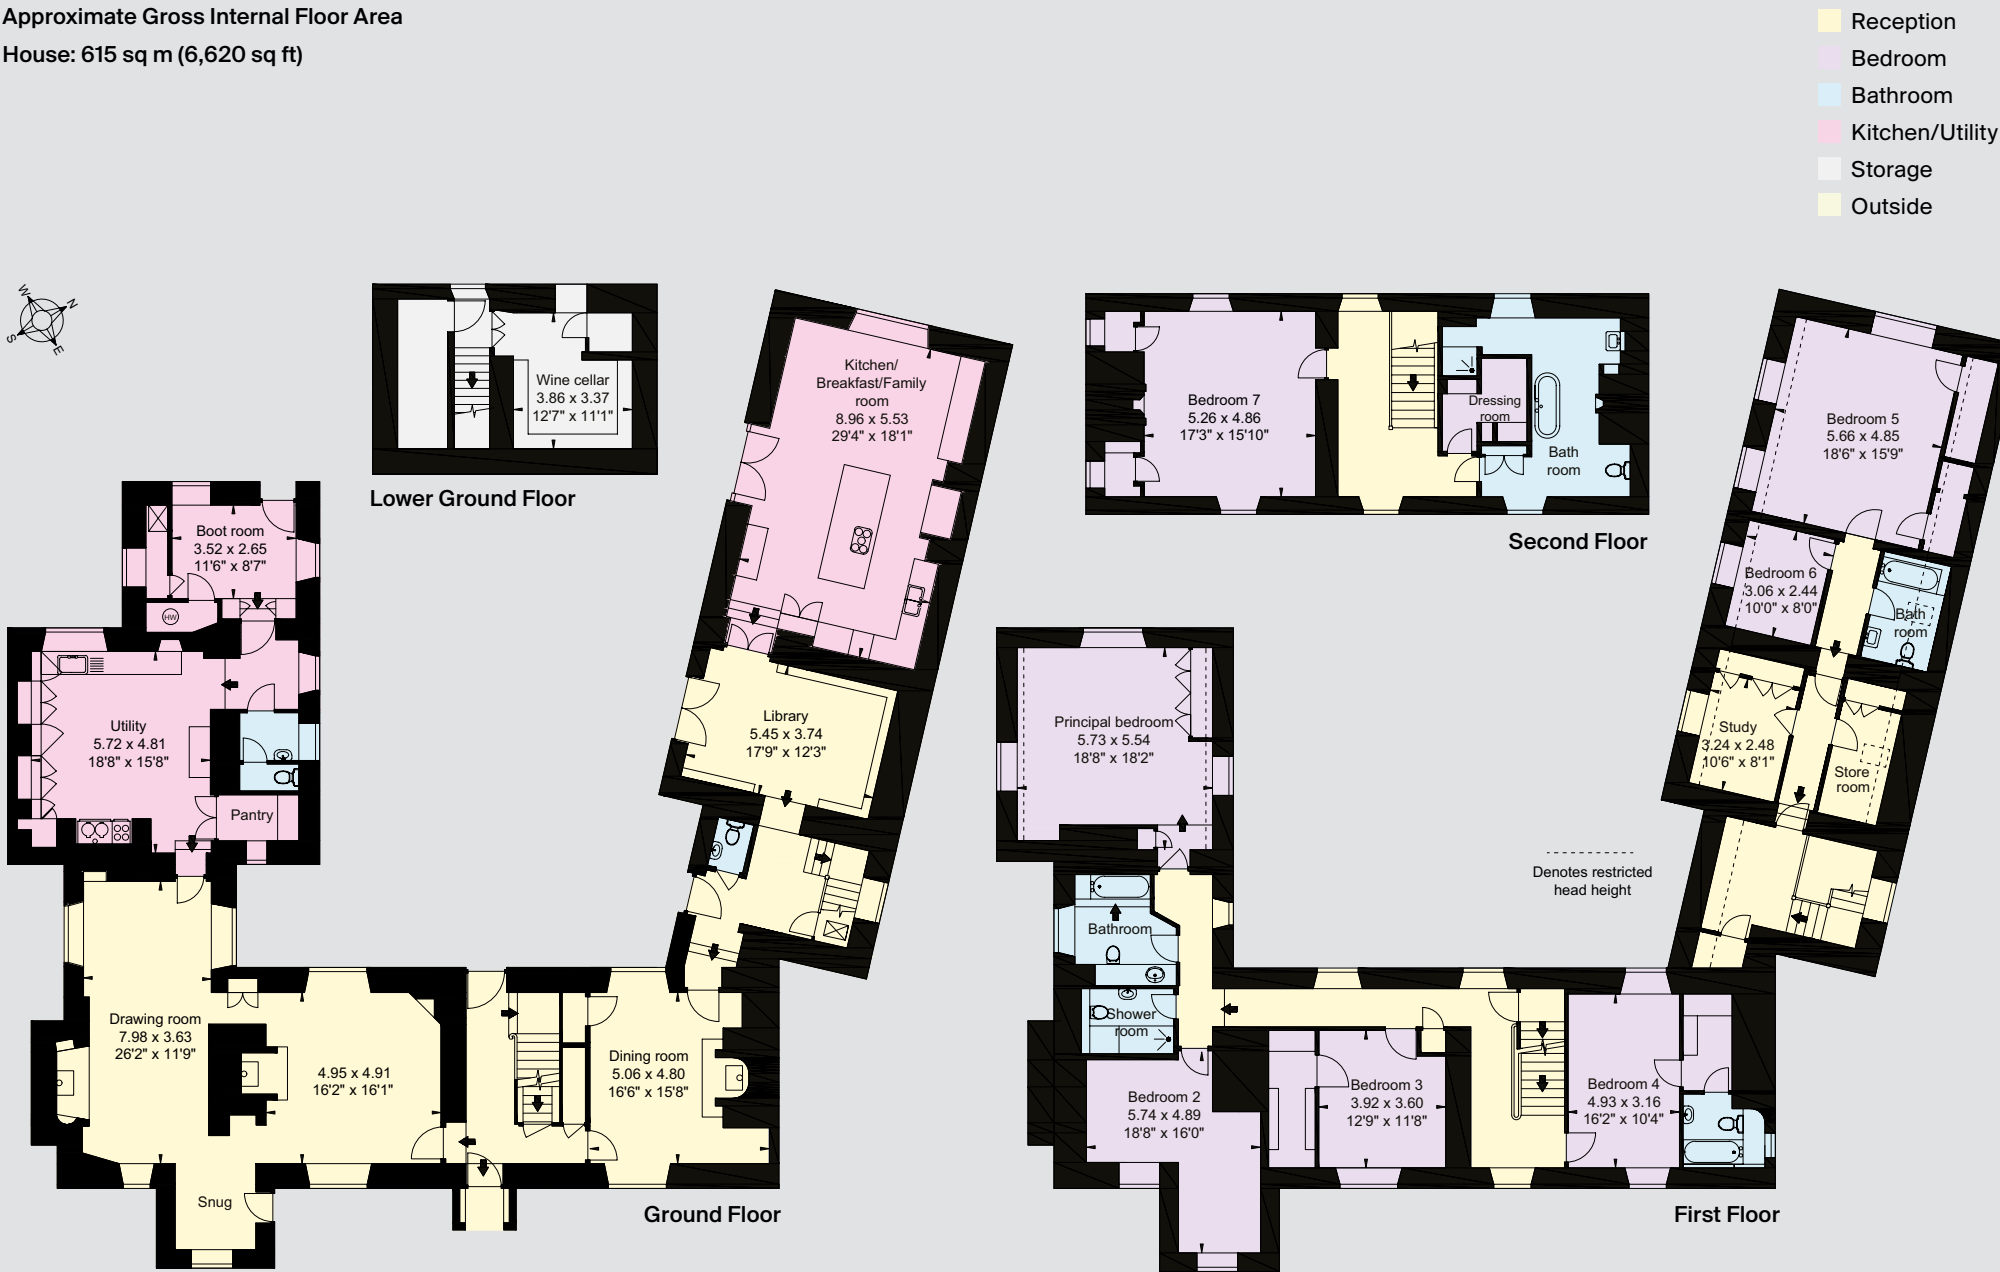 Approximate Gross Internal Floor Area
House: 615 sq m (6,620 sq ft)
Reception
Bedroom
Bathroom
Kitchen/Utility
Storage
Outside
W
N
S
E
Wine cellar
3.86 x 3.37
12'7" x 11'1"
Lower Ground Floor
Kitchen/
Breakfast/Family
room
8.96 x 5.53
29'4" x 18'1"
Library
5.45 x 3.74
17'9" x 12'3"
Boot room
3.52 x 2.65
11'6" x 8'7"
HW
Utility
5.72 x 4.81
18'8" x 15'8"
Pantry
Drawing room
7.98 x 3.63
26'2" x 11'9"
4.95 x 4.91
16'2" x 16'1"
Dining room
5.06 x 4.80
16'6" x 15'8"
Snug
Ground Floor
Bedroom 7
5.26 x 4.86
17'3" x 15'10"
Dressing
room
Bath
room
Second Floor
Bedroom 5
5.66 x 4.85
18'6" x 15'9"
Bedroom 6
3.06 x 2.44
10'0" x 8'0"
Bath
room
Study
3.24 x 2.48
10'6" x 8'1"
Store
room
Denotes restricted
head height
Principal bedroom
5.73 x 5.54
18'8" x 18'2"
Bathroom
Shower
room
Bedroom 2
5.74 x 4.89
18'8" x 16'0"
Bedroom 3
3.92 x 3.60
12'9" x 11'8"
Bedroom 4
4.93 x 3.16
16'2" x 10'4"
First Floor